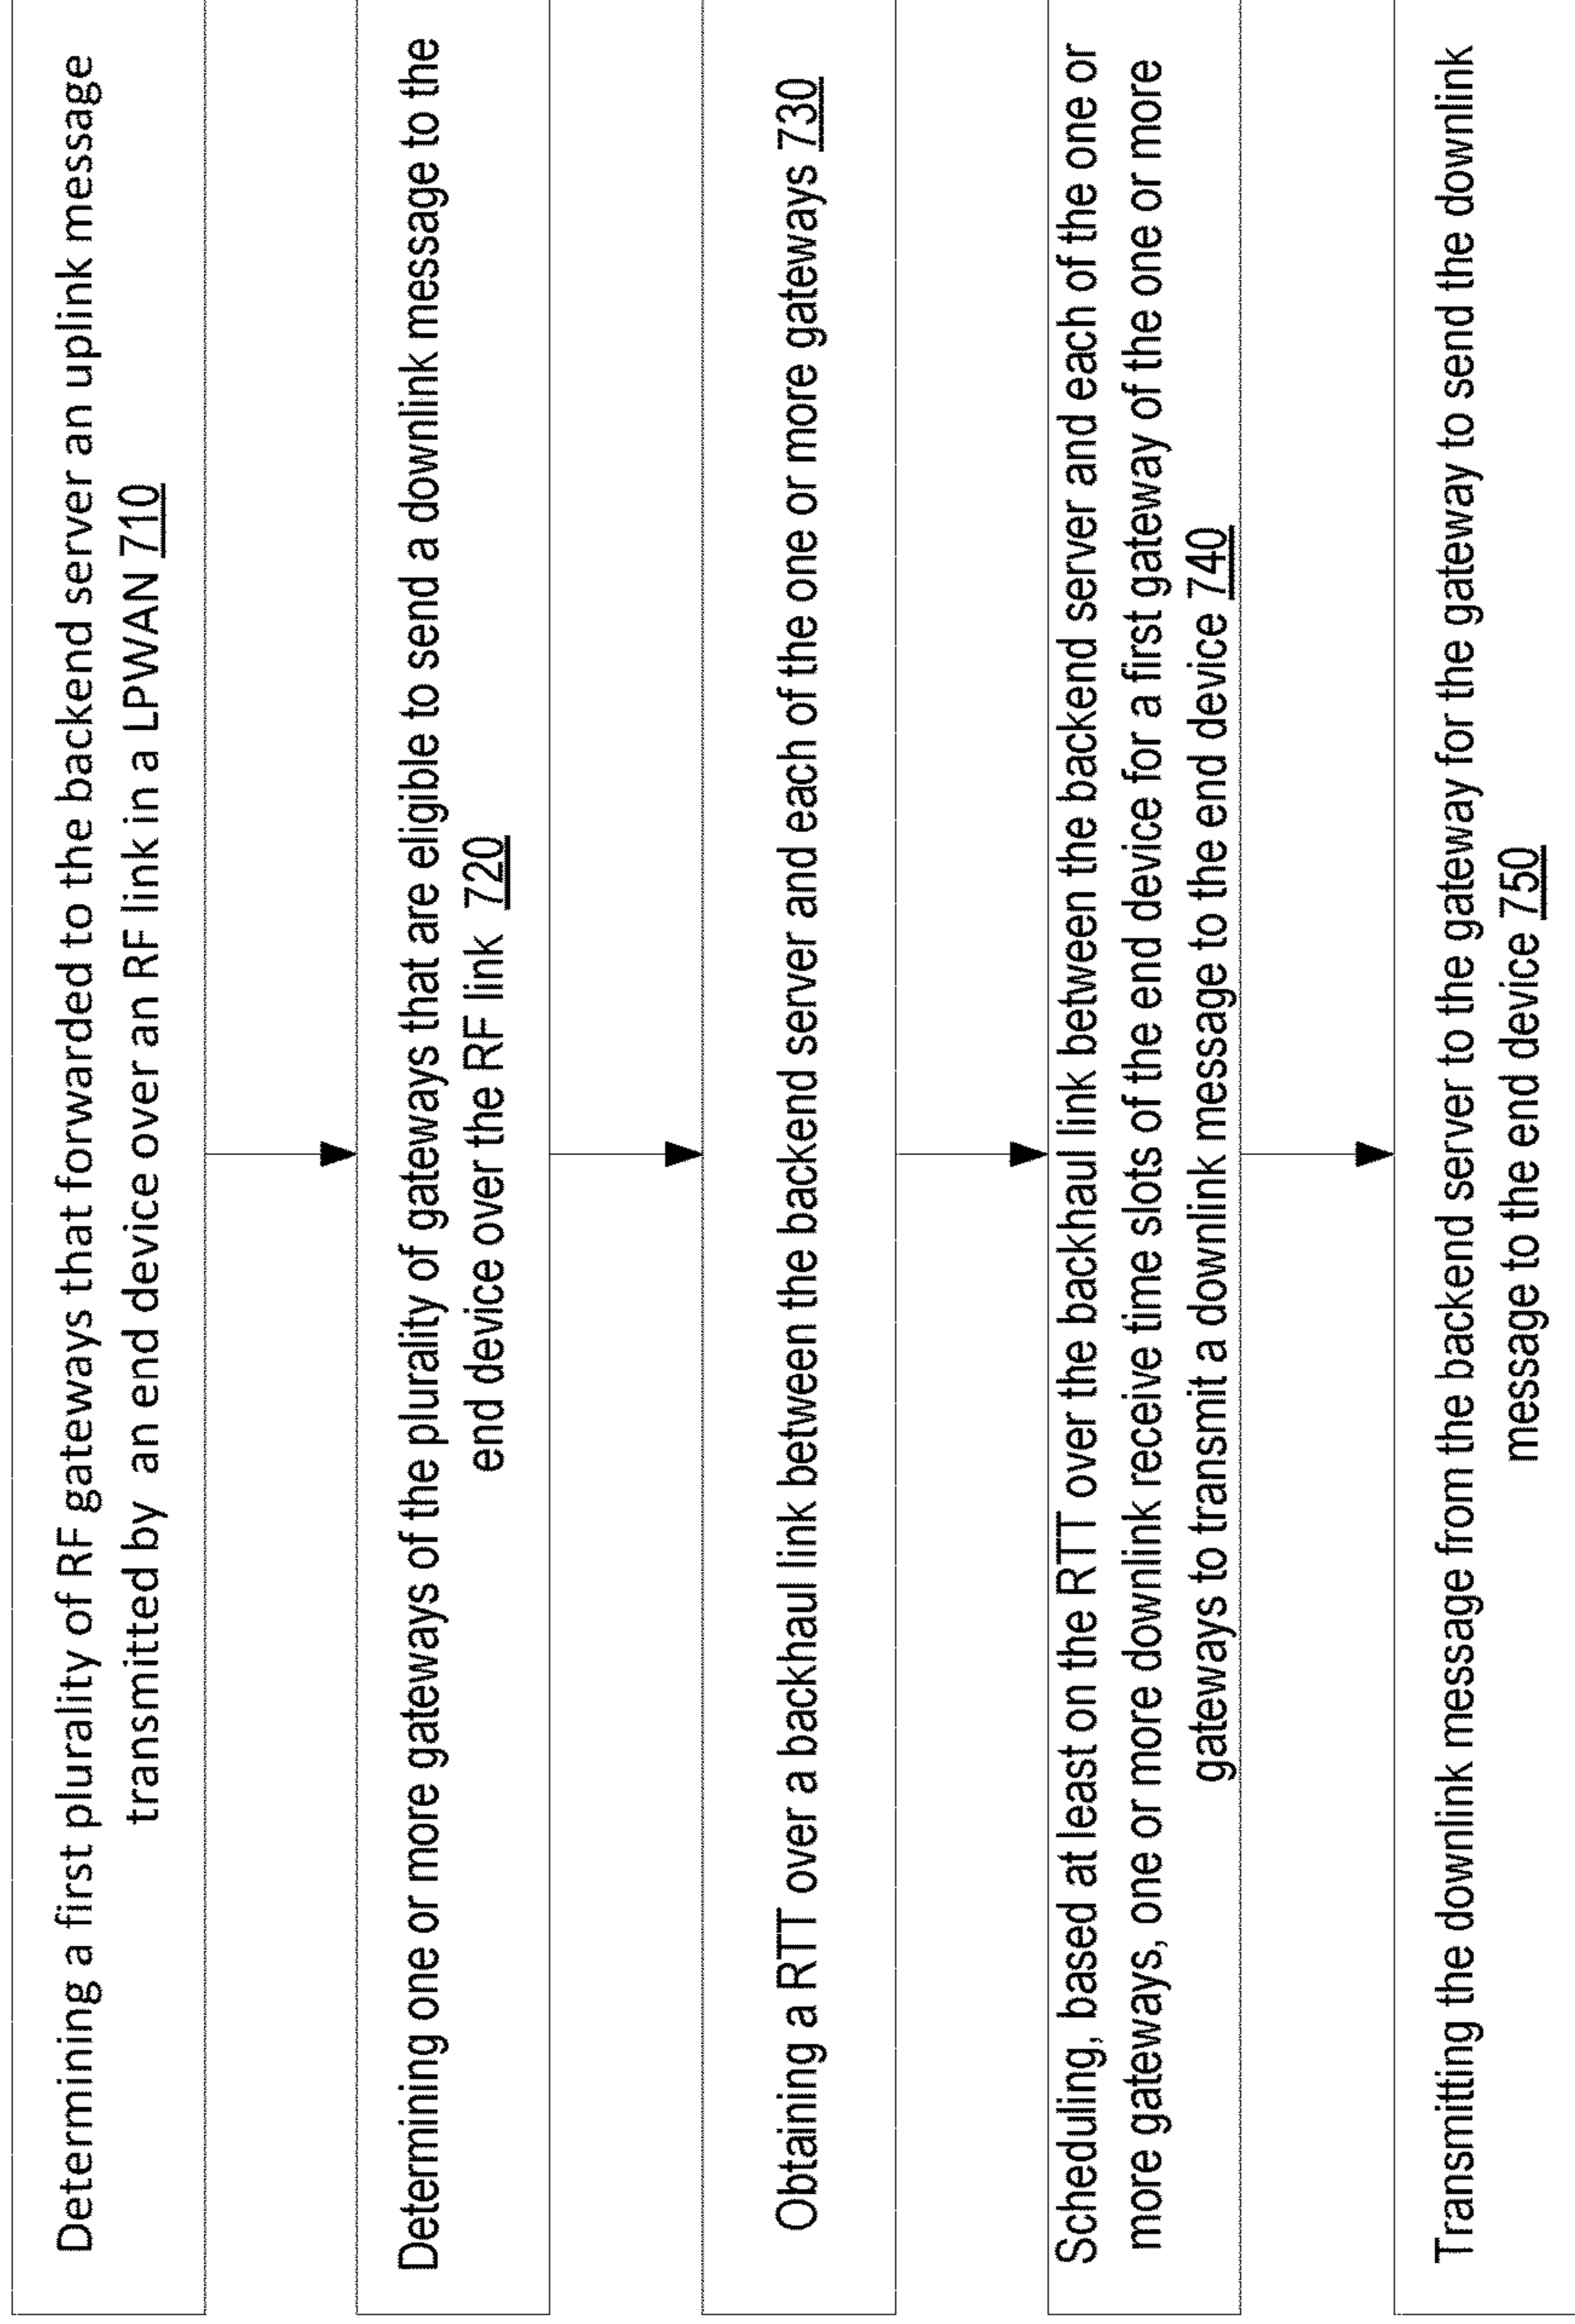 Determining a first plurality of RF gateways that forwarded to the backend server an uplink message
transmitted by an end device over an RF link in a LPWAN 710
Determining one or more gateways of the plurality of gateways that are eligible to send a downlink message to the
end device over the RF link 720
Obtaining a RTT over a backhaul link between the backend server and each of the one or more gateways 730
Scheduling, based at least on the RTT over the backhaul link between the backend server and each of the one or
more gateways, one or more downlink receive time slots of the end device for a first gateway of the one or more
gateways to transmit a downlink message to the end device 740
Transmitting the downlink message from the backend server to the gateway for the gateway to send the downlink
message to the end device 750